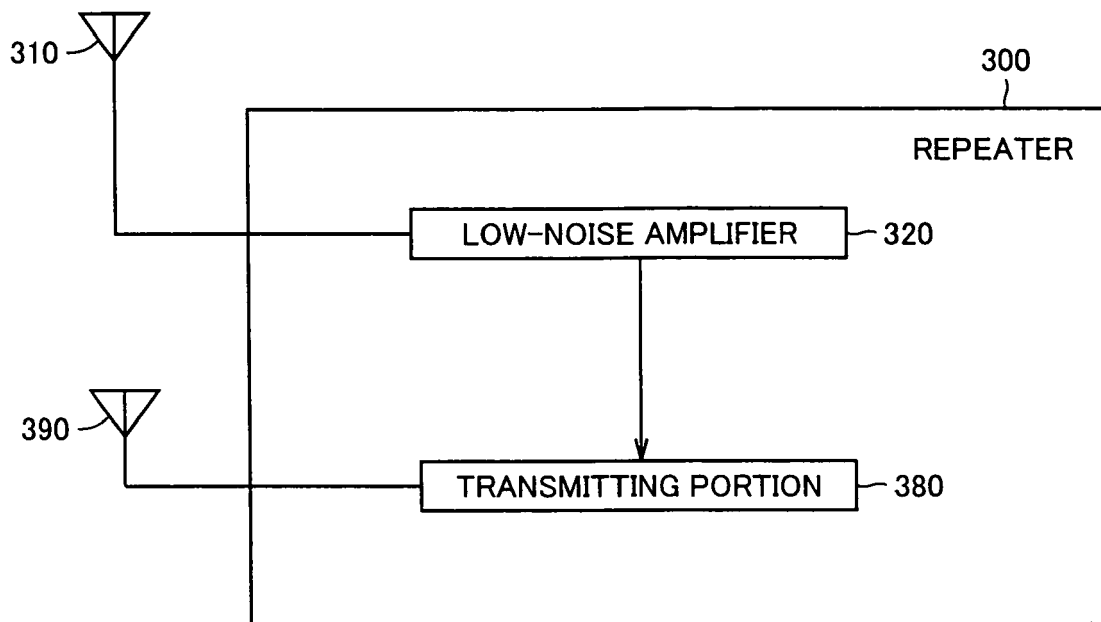 310
300
REPEATER
LOW-NOISE AMPLIFIER
320
390
TRANSMITTING PORTION
380